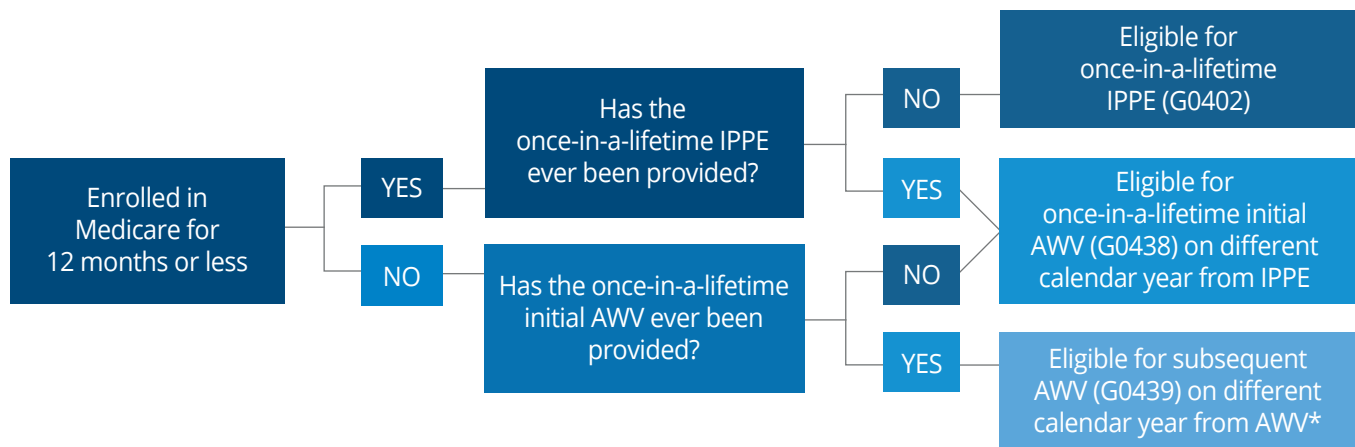 Enrolled in
Medicare for
12 months or less
YES
NO
Has the
once-in-a-lifetime IPPE
ever been provided?
Has the once-in-a-lifetime
initial AWV ever been
provided?
NO
YES
NO
YES
Eligible for
once-in-a-lifetime
IPPE (G0402)
Eligible for
once-in-a-lifetime initial
AWV (G0438) on different
calendar year from IPPE
Eligible for subsequent
AWV (G0439) on different
calendar year from AWV*